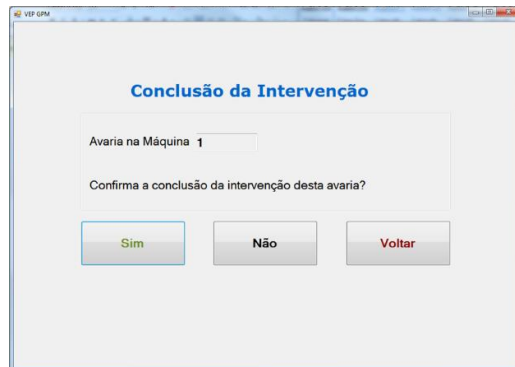 VEP GPM
Conclusão da Intervenção
Avaria na Máquina 1
Confirma a conclusão da intervenção desta avaria?
Sim Não Voltar